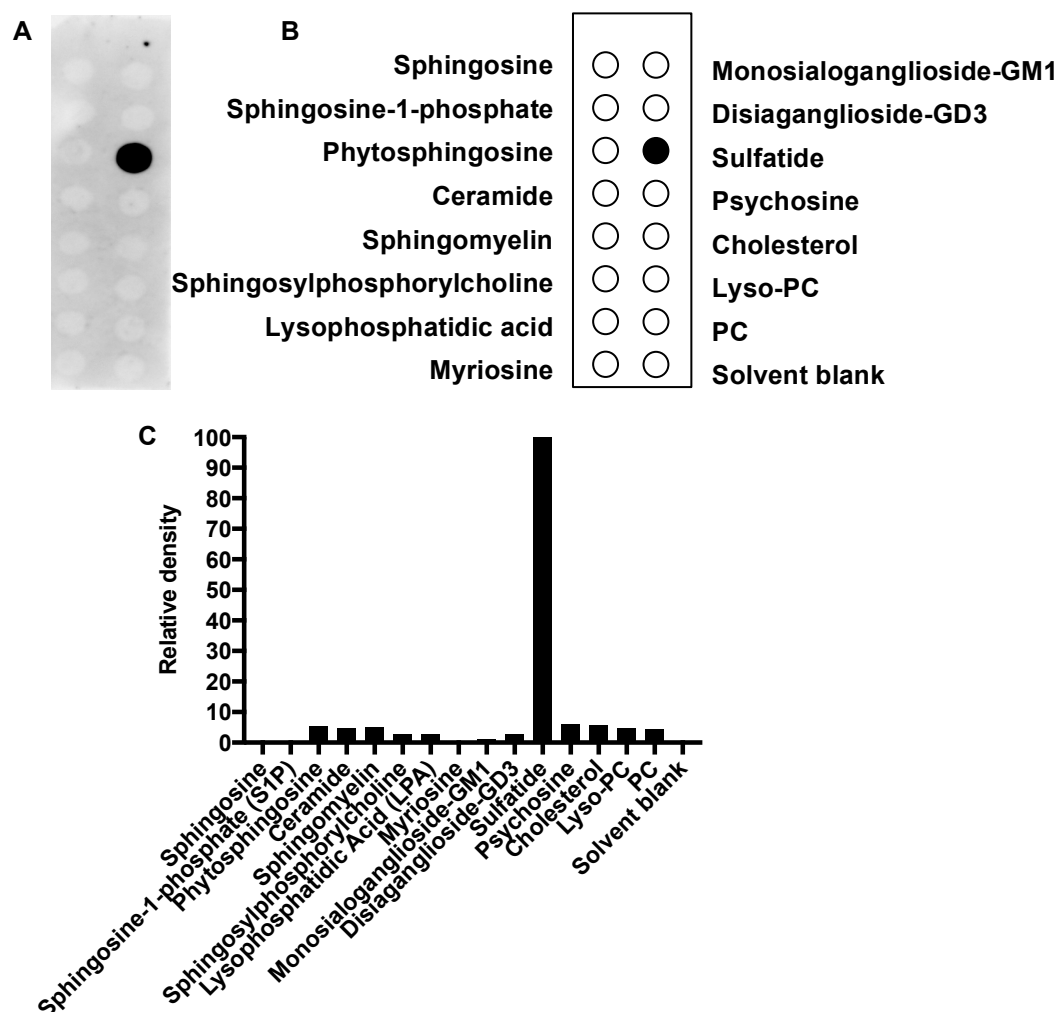 A
B
Sphingosine
Monosialoganglioside-GM1
Sphingosine-1-phosphate
Disiaganglioside-GD3
Phytosphingosine
Sulfatide
Ceramide
Psychosine
Sphingomyelin
Cholesterol
Sphingosylphosphorylcholine
Lyso-PC
Lysophosphatidic acid
PC
Myriosine
Solvent blank
C
Relative density
100
90
80
70
60
50
40
30
20
10
0
Sphingosine
Sphingosine-1-phosphate (S1P)
Phytosphingosine
Ceramide
Sphingomyelin
Sphingosylphosphorylcholine
Lysophosphatidic Acid (LPA)
Myriosine
Monosialoganglioside-GM1
Disiaganglioside-GD3
Sulfatide
Psychosine
Cholesterol
Lyso-PC
PC
Solvent blank